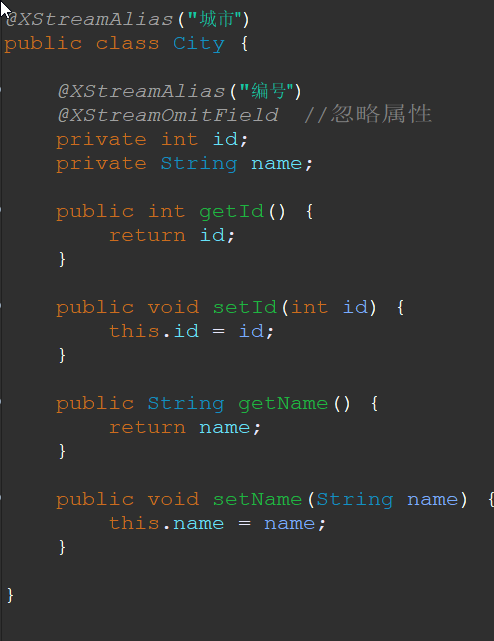 @XStreamAlias("城市")
public class City {
@XStreamAlias("编号")
@XStreamOmitField //忽略属性
private int id;
private String name;
public int getId() {
return id;
}
public void setId(int id) {
this.id = id;
}
public String getName() {
return name;
}
public void setName(String name) {
this.name = name;
}
}